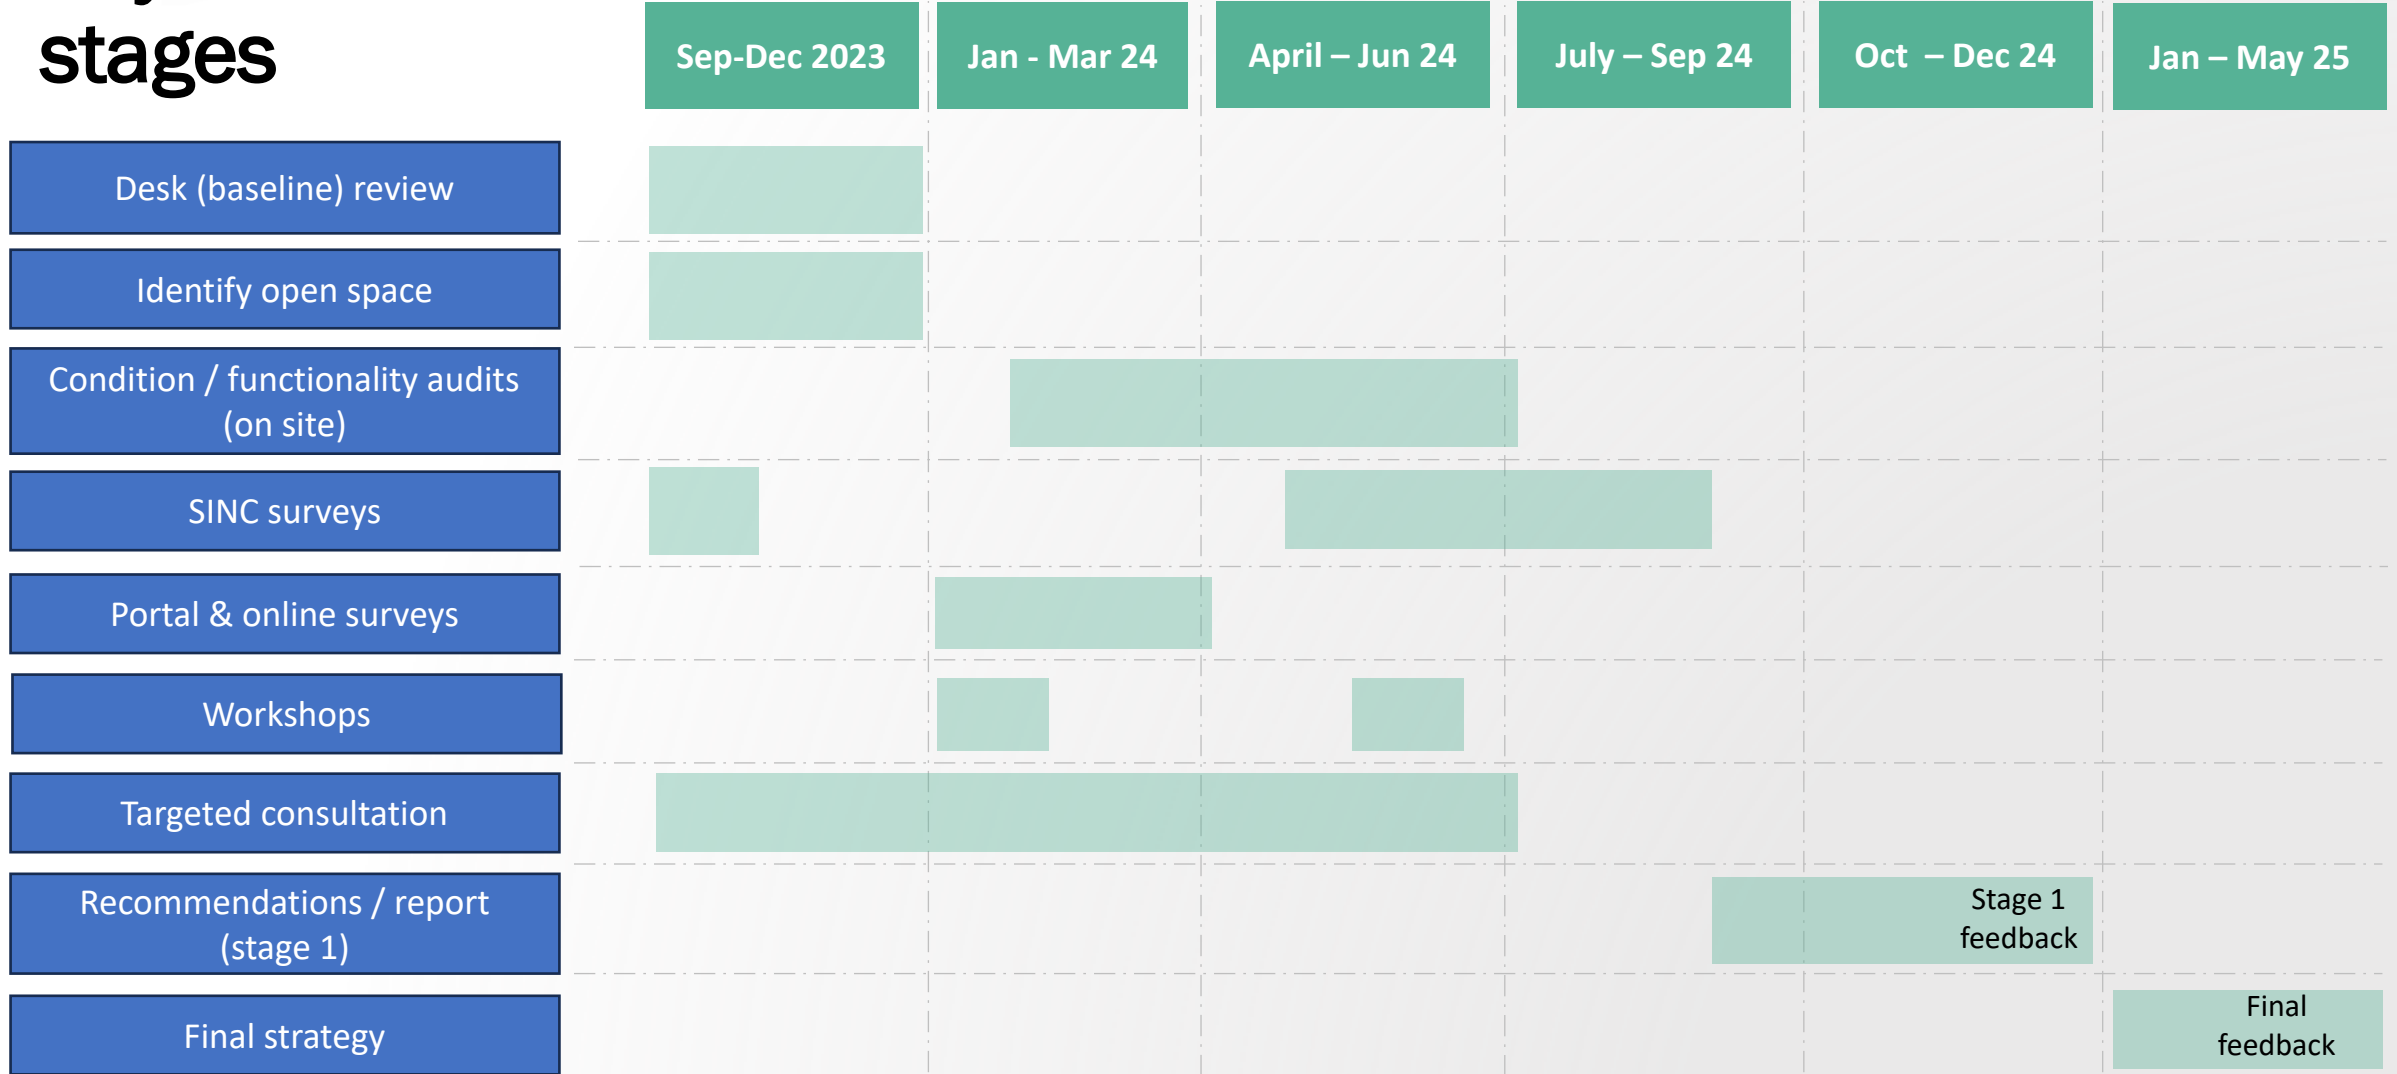 stages
Sep-Dec 2023
Jan - Mar 24
April – Jun 24
July – Sep 24
Oct – Dec 24
Jan – May 25
Desk (baseline) review
Identify open space
Condition / functionality audits
(on site)
SINC surveys
Portal & online surveys
Workshops
Targeted consultation
Recommendations / report
(stage 1)
Stage 1
feedback
Final strategy
Final
feedback